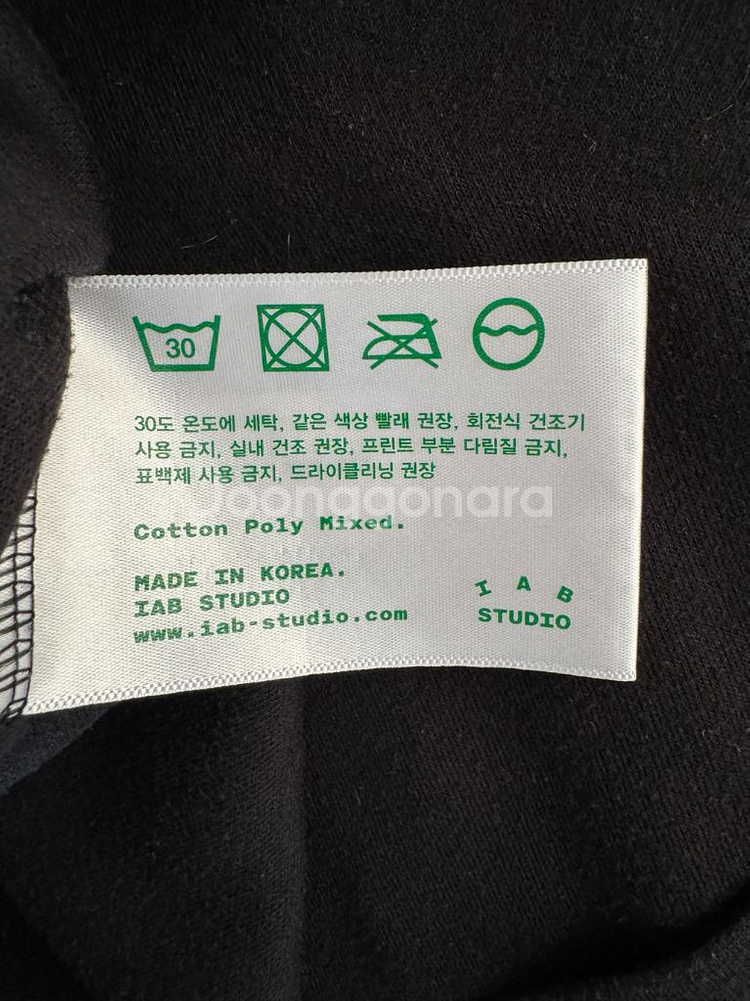 30
30도 온도에 세탁, 같은 색상 빨래 권장, 회전식 건조기
사용 금지, 실내 건조 권장, 프린트 부분 다림질 금지,
표백제 사용 금지, 드라이클리닝 권장
Joonggonara
Cotton Poly Mixed.
MADE IN KOREA.
IAB STUDIO
www.iab-studio.com
I A B
STUDIO